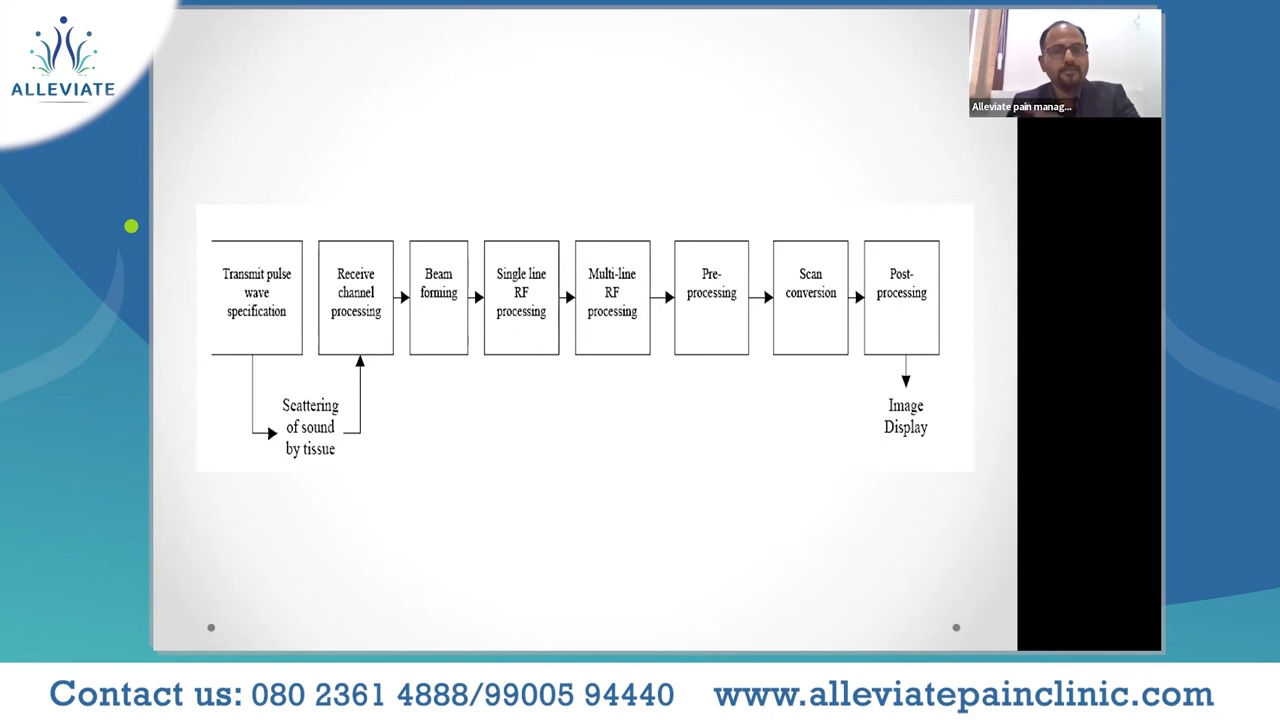 ALLEVIATE
Alleviate pain manag...
Transmit pulse
wave
specification
Receive
channel
processing
Beam
forming
Single line
RF
processing
Multi-line
RF
processing
Pre-
processing
Scan
conversion
Post-
processing
Scattering
of sound
by tissue
Image
Display
Contact us: 080 2361 4888/99005 94440
www.alleviatepainclinic.com